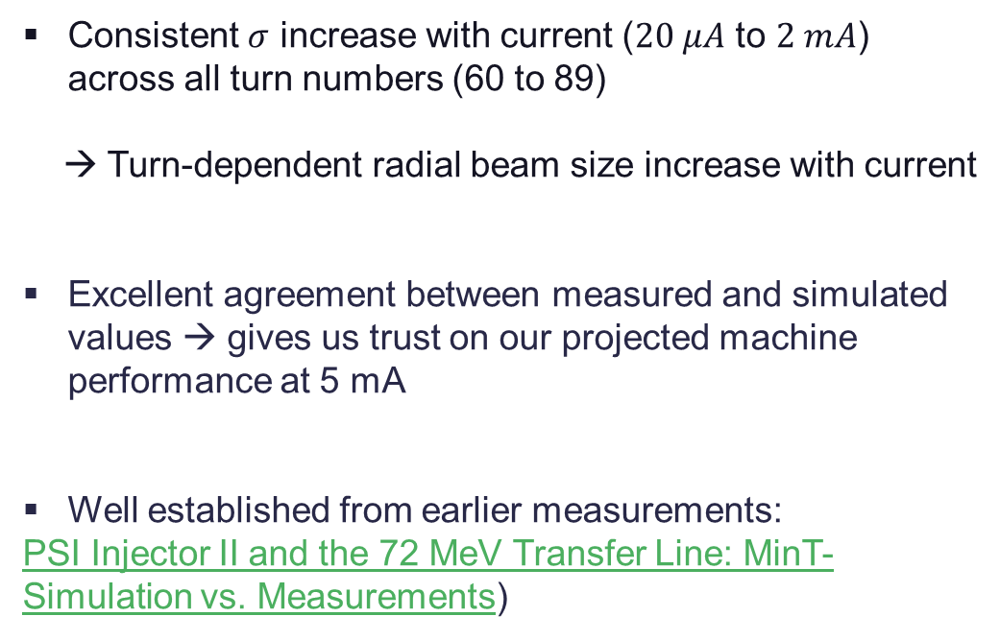 ▪ Consistent σ increase with current (20 μA to 2 mA)
across all turn numbers (60 to 89)
→ Turn-dependent radial beam size increase with current
▪ Excellent agreement between measured and simulated
values → gives us trust on our projected machine
performance at 5 mA
▪ Well established from earlier measurements:
PSI Injector II and the 72 MeV Transfer Line: MinT-
Simulation vs. Measurements)